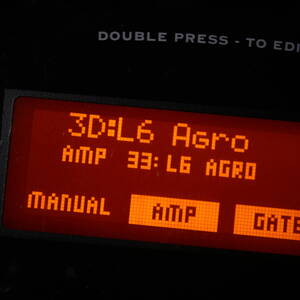 DOUBLE PRESS - TO EDI
3D:L6 Agro
AMP 33: L6 AGRO
MANUAL AMP GATE